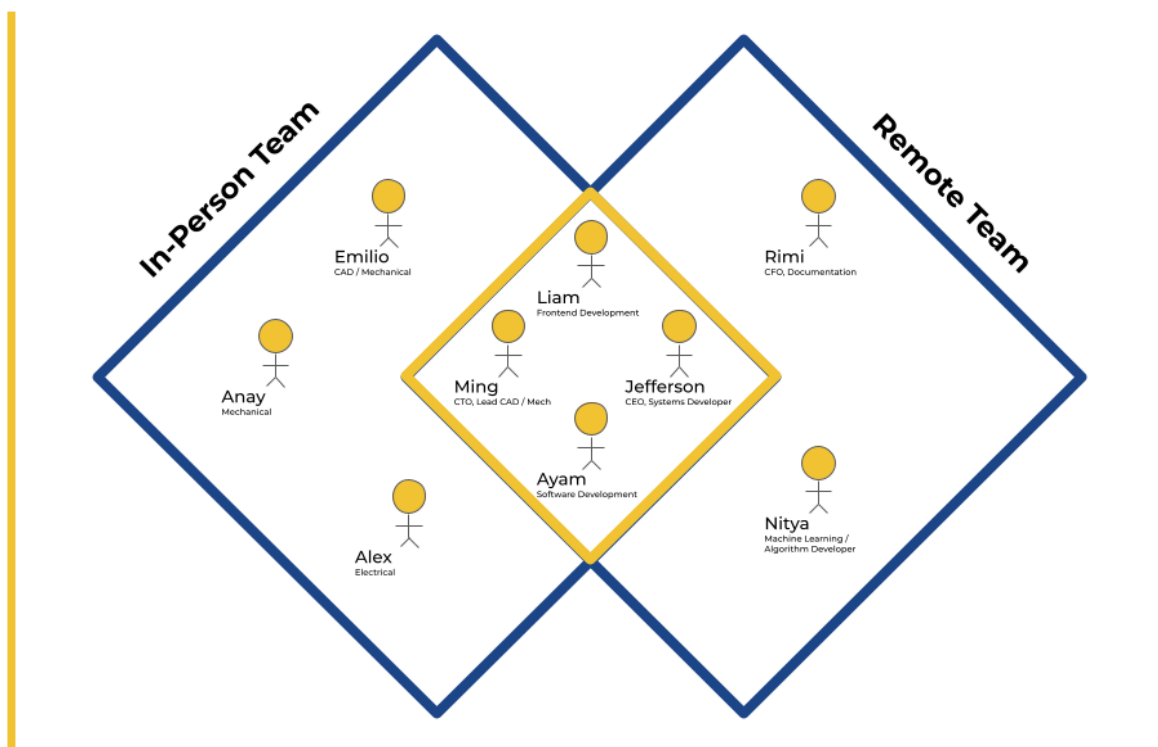 In-Person Team
Remote Team
Emilio
CAD / Mechanical
Rimi
CFO, Documentation
Liam
Frontend Development
Ming
CTO, Lead CAD / Mech
Jefferson
CEO, Systems Developer
Anay
Mechanical
Ayam
Software Development
Nitya
Machine Learning /
Algorithm Developer
Alex
Electrical